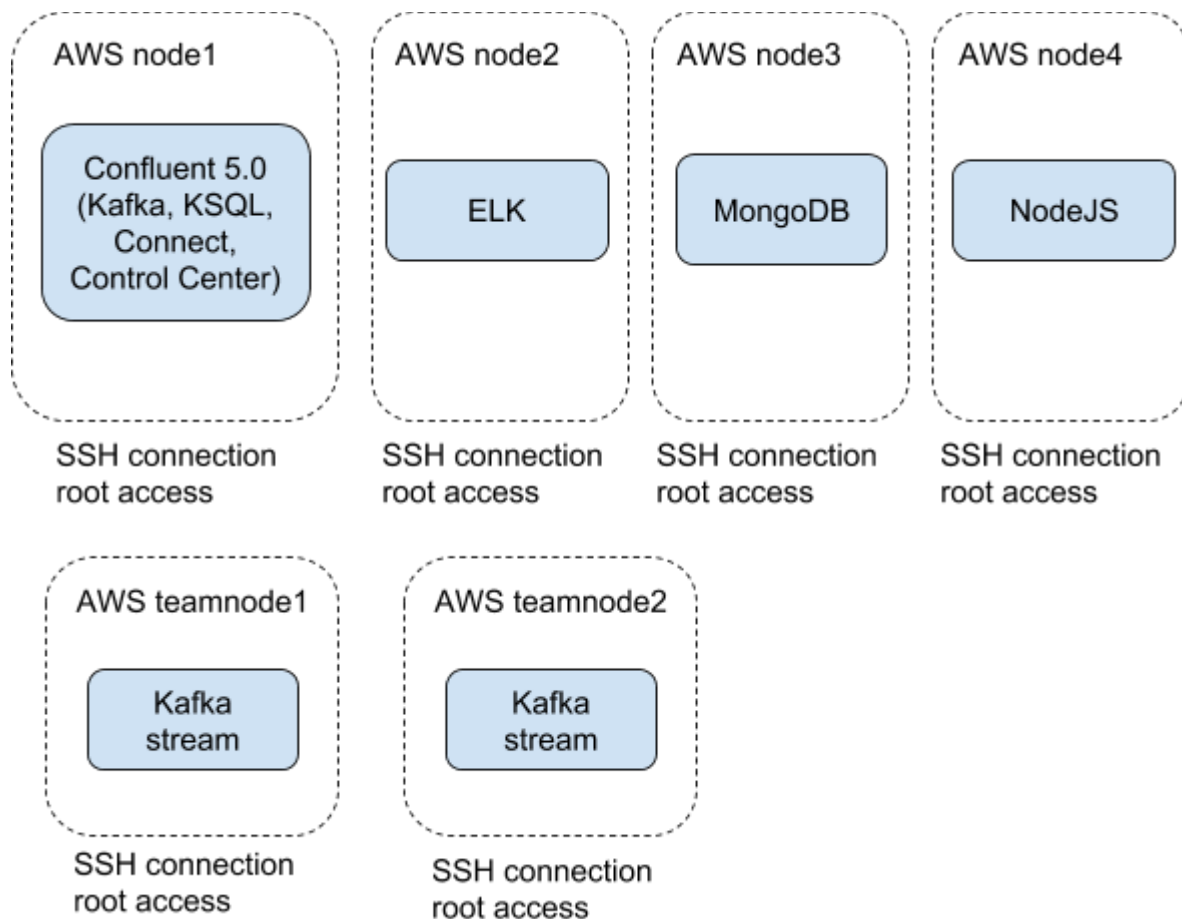 AWS node1
Confluent 5.0
(Kafka, KSQL,
Connect,
Control Center)
SSH connection
root access
AWS node2
ELK
SSH connection
root access
AWS node3
MongoDB
SSH connection
root access
AWS node4
NodeJS
SSH connection
root access
AWS teamnode1
Kafka
stream
SSH connection
root access
AWS teamnode2
Kafka
stream
SSH connection
root access